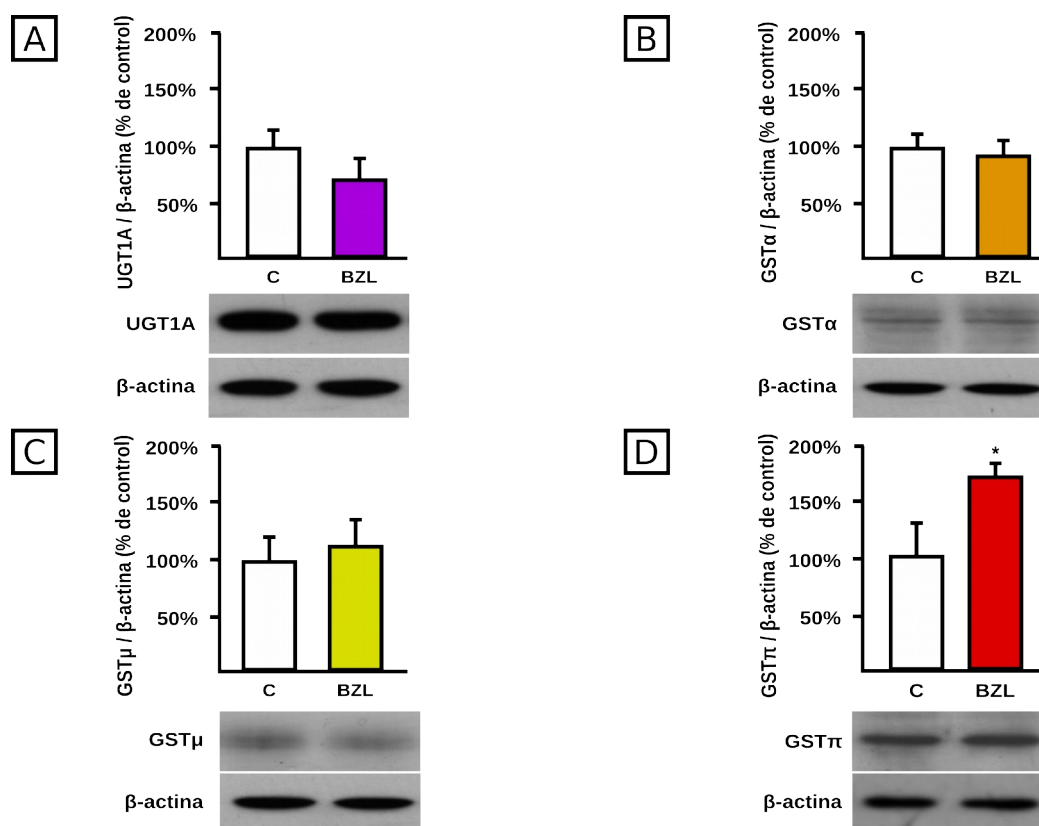 A
UGT1A / β-actina (% de control)
200%
150%
100%
50%
C BZL
UGT1A
β-actina
B
GSTα / β-actina (% de control)
200%
150%
100%
50%
C BZL
GSTα
β-actina
C
GSTμ / β-actina (% de control)
200%
150%
100%
50%
C BZL
GSTμ
β-actina
D
GSTπ / β-actina (% de control)
200%
150%
100%
50%
*
C BZL
GSTπ
β-actina